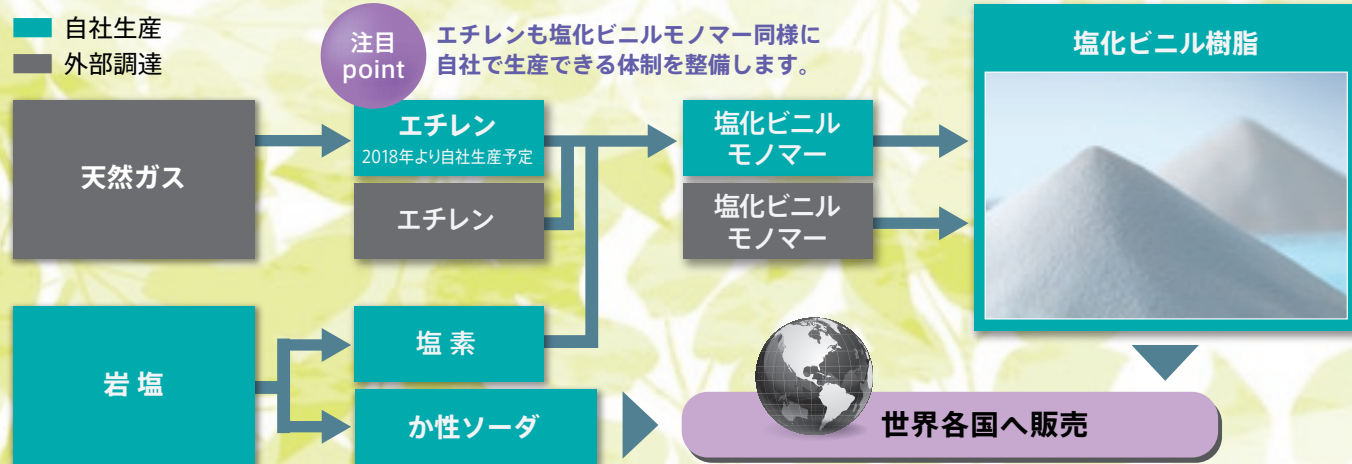 自社生産
外部調達
注目
point
エチレンも塩化ビニルモノマー同様に
自社で生産できる体制を整備します。
天然ガス
エチレン
2018年より自社生産予定
エチレン
塩化ビニル
モノマー
塩化ビニル
モノマー
塩化ビニル樹脂
岩 塩
塩 素
か性ソーダ
世界各国へ販売